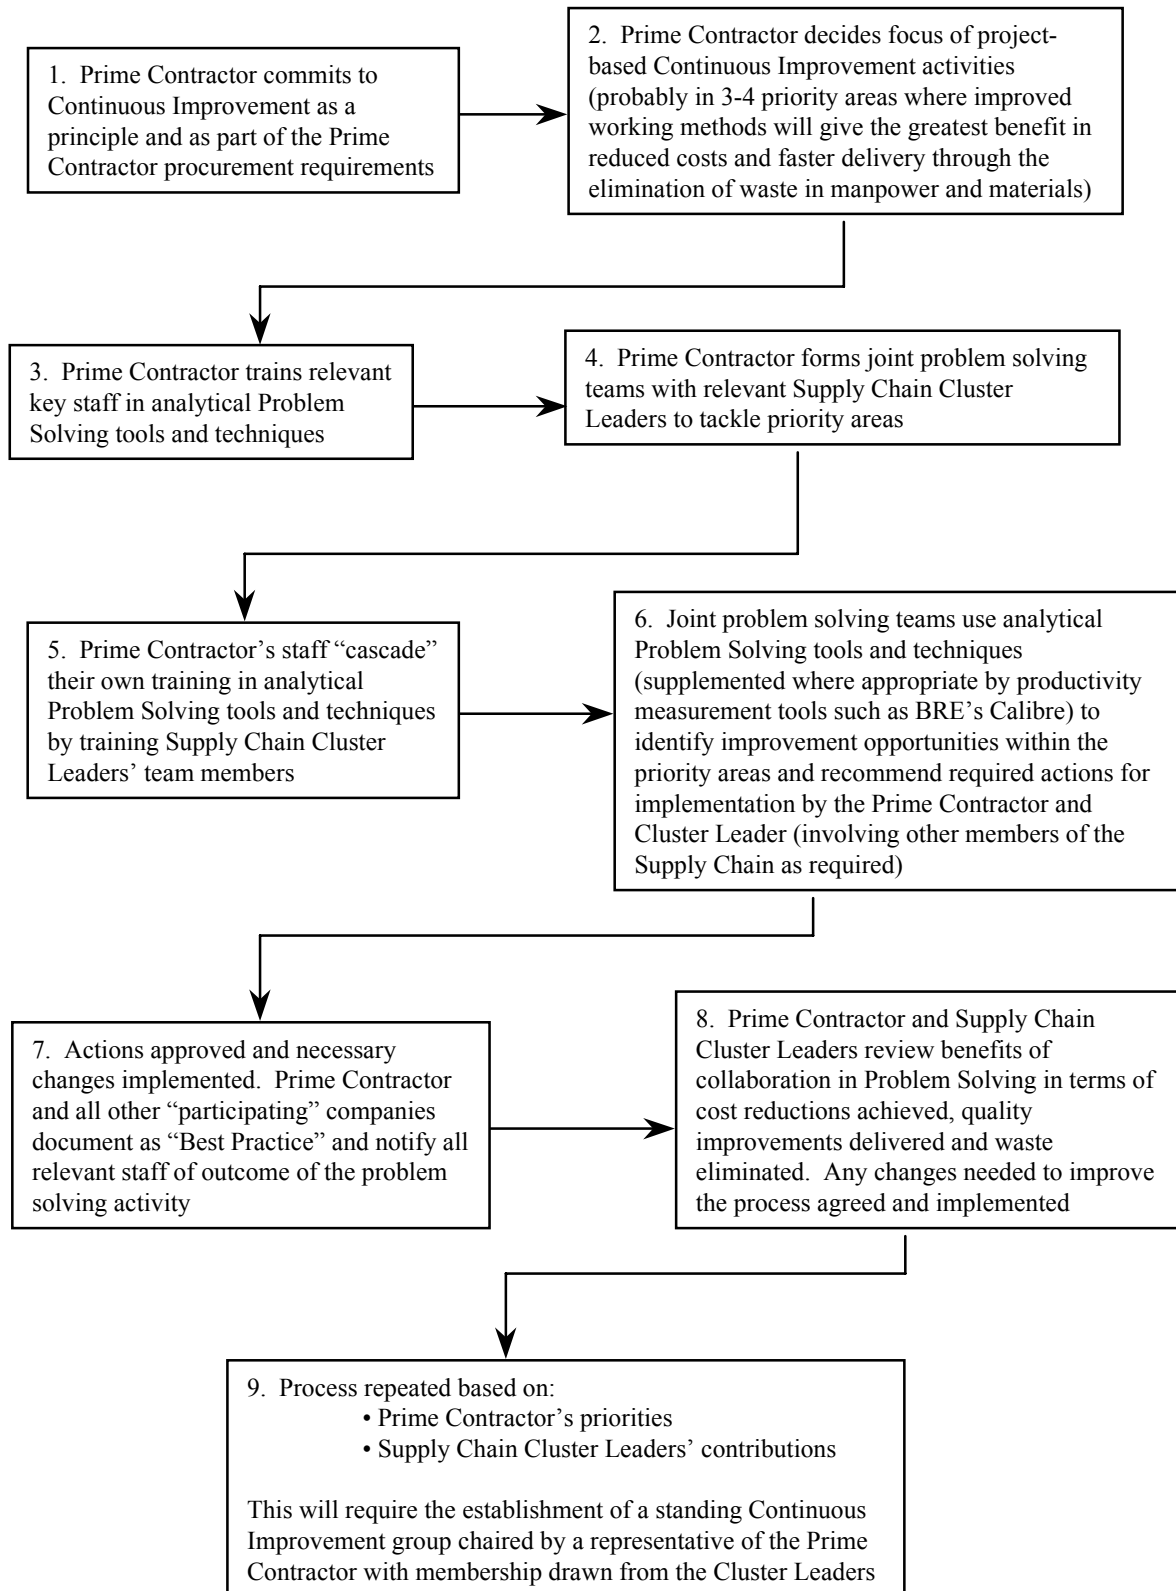 1.  Prime Contractor commits to
Continuous Improvement as a
principle and as part of the Prime
Contractor procurement requirements
2.  Prime Contractor decides focus of project-
based Continuous Improvement activities
(probably in 3-4 priority areas where improved
working methods will give the greatest benefit in
reduced costs and faster delivery through the
elimination of waste in manpower and materials)
3.  Prime Contractor trains relevant
key staff in analytical Problem
Solving tools and techniques
4.  Prime Contractor forms joint problem solving
teams with relevant Supply Chain Cluster
Leaders to tackle priority areas
5.  Prime Contractor’s staff “cascade”
their own training in analytical
Problem Solving tools and techniques
by training Supply Chain Cluster
Leaders’ team members
6.  Joint problem solving teams use analytical
Problem Solving tools and techniques
(supplemented where appropriate by productivity
measurement tools such as BRE’s Calibre) to
identify improvement opportunities within the
priority areas and recommend required actions for
implementation by the Prime Contractor and
Cluster Leader (involving other members of the
Supply Chain as required)
7.  Actions approved and necessary
changes implemented.  Prime Contractor
and all other “participating” companies
document as “Best Practice” and notify all
relevant staff of outcome of the problem
solving activity
8.  Prime Contractor and Supply Chain
Cluster Leaders review benefits of
collaboration in Problem Solving in terms of
cost reductions achieved, quality
improvements delivered and waste
eliminated.  Any changes needed to improve
the process agreed and implemented
9.  Process repeated based on:
• Prime Contractor’s priorities
• Supply Chain Cluster Leaders’ contributions
This will require the establishment of a standing Continuous
Improvement group chaired by a representative of the Prime
Contractor with membership drawn from the Cluster Leaders